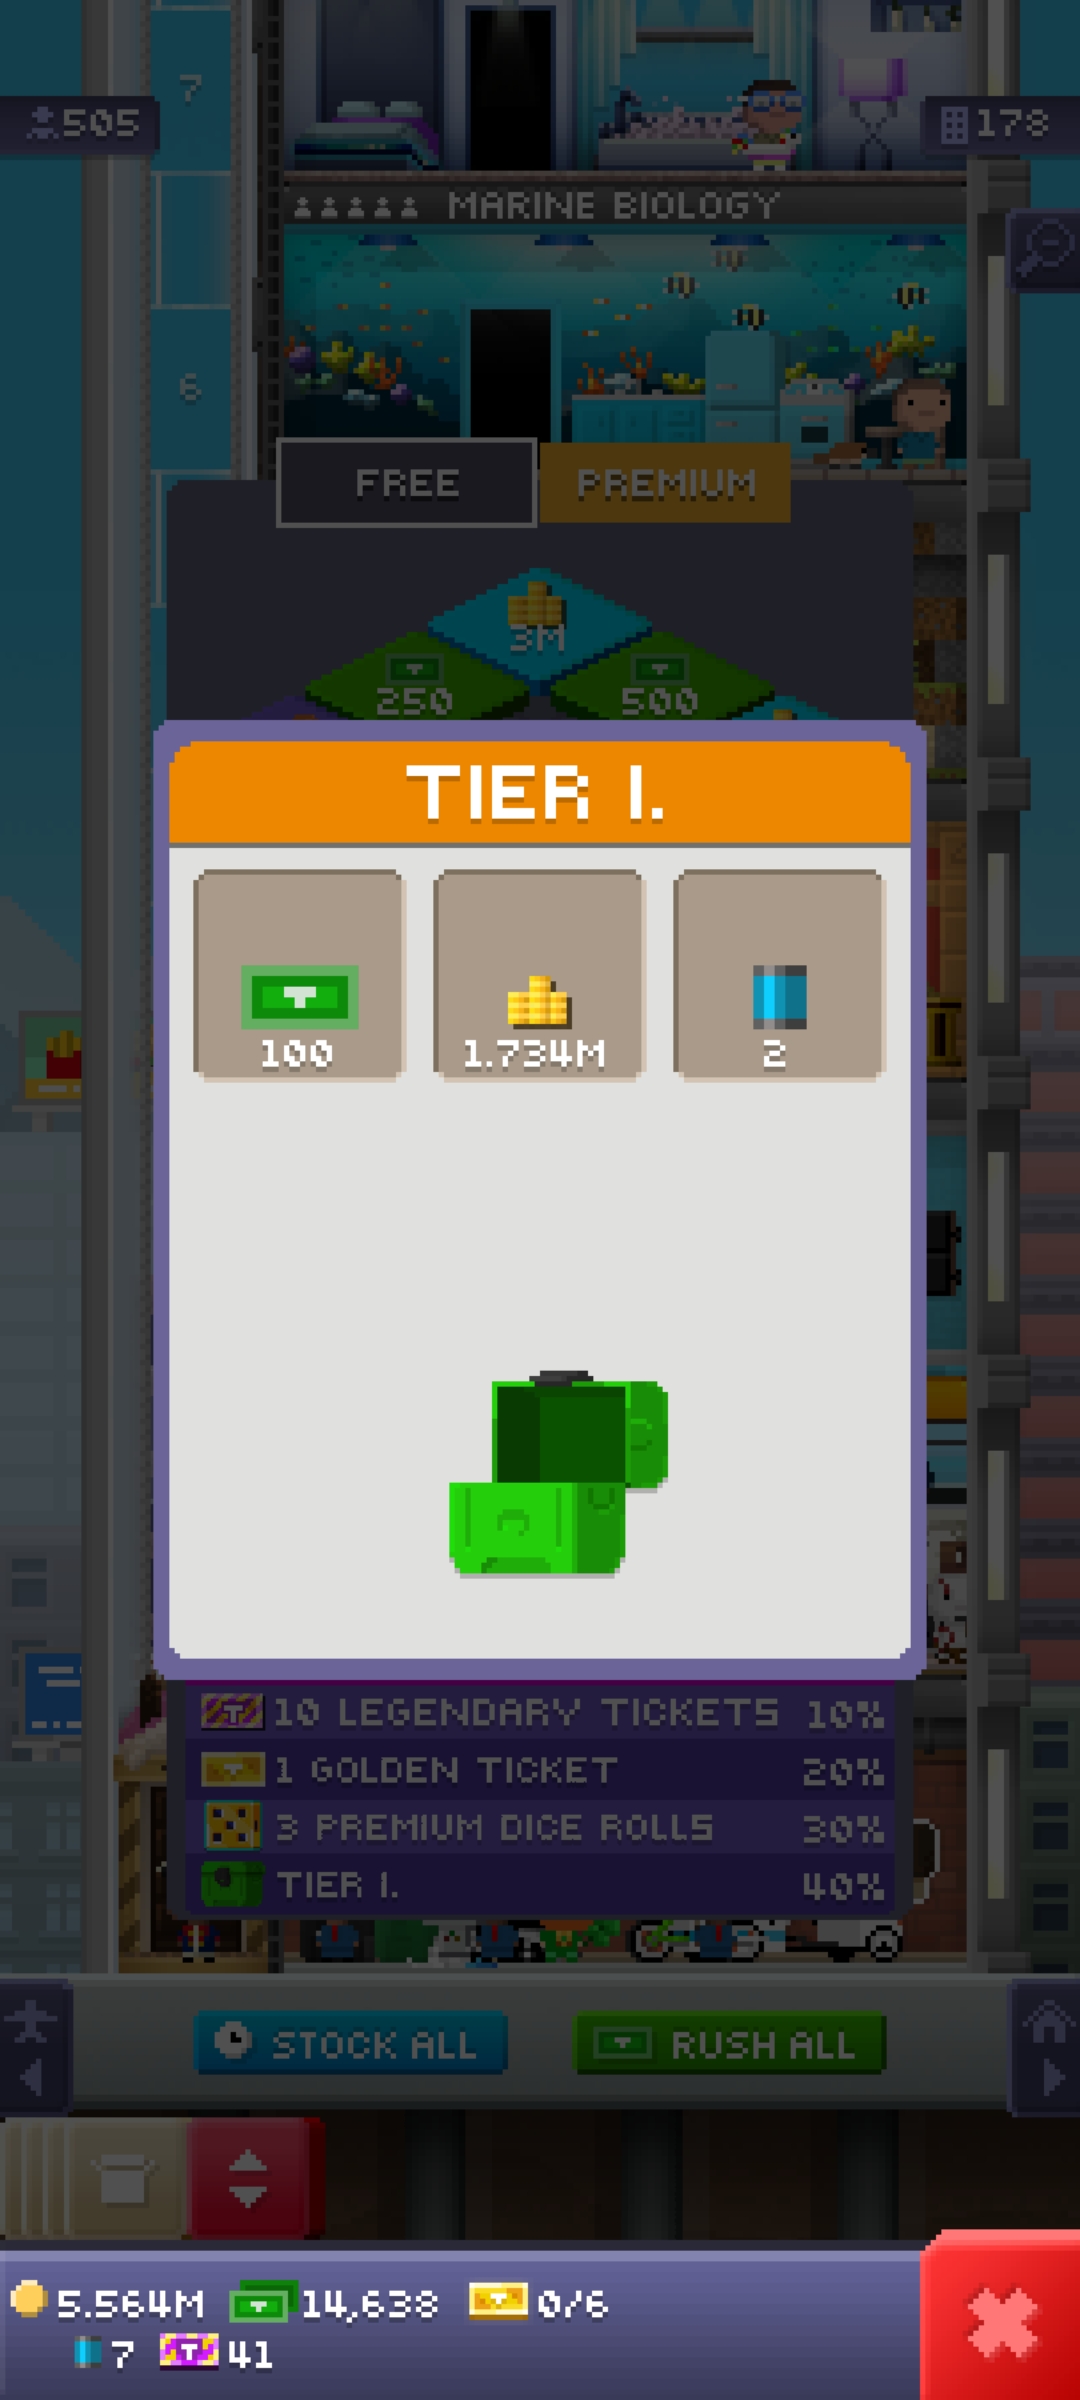 7
505
178
MARINE BIOLOGY
6
FREE
PREMIUM
3M
250
500
TIER 1.
100
1.734M
2
10 LEGENDARY TICKETS 10%
1 GOLDEN TICKET 20%
3 PREMIUM DICE ROLLS 30%
TIER 1. 40%
STOCK ALL
RUSH ALL
5.564M 14,638 0/6
7 41